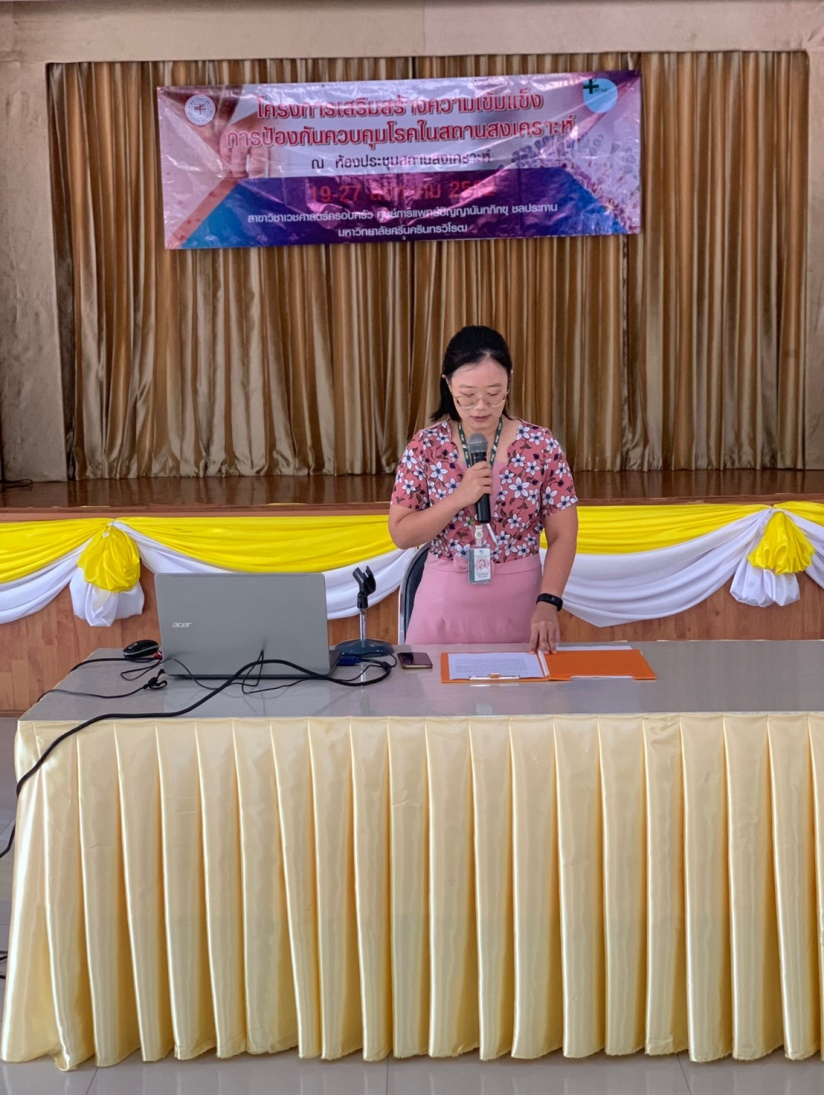 โครงการเสริมสร้างความเข้มแข็ง
การป้องกันควบคุมโรคในสถานสงเคราะห์
ณ ห้องประชุมสถานสงเคราะห์
19-27
สาขาวิชาเวชศาสตร์ครอบครัว ศูนย์การแพทย์ปัญญานันทภิกขุ ชลประทาน
มหาวิทยาลัยศรีนครินทรวิโรฒ
acer